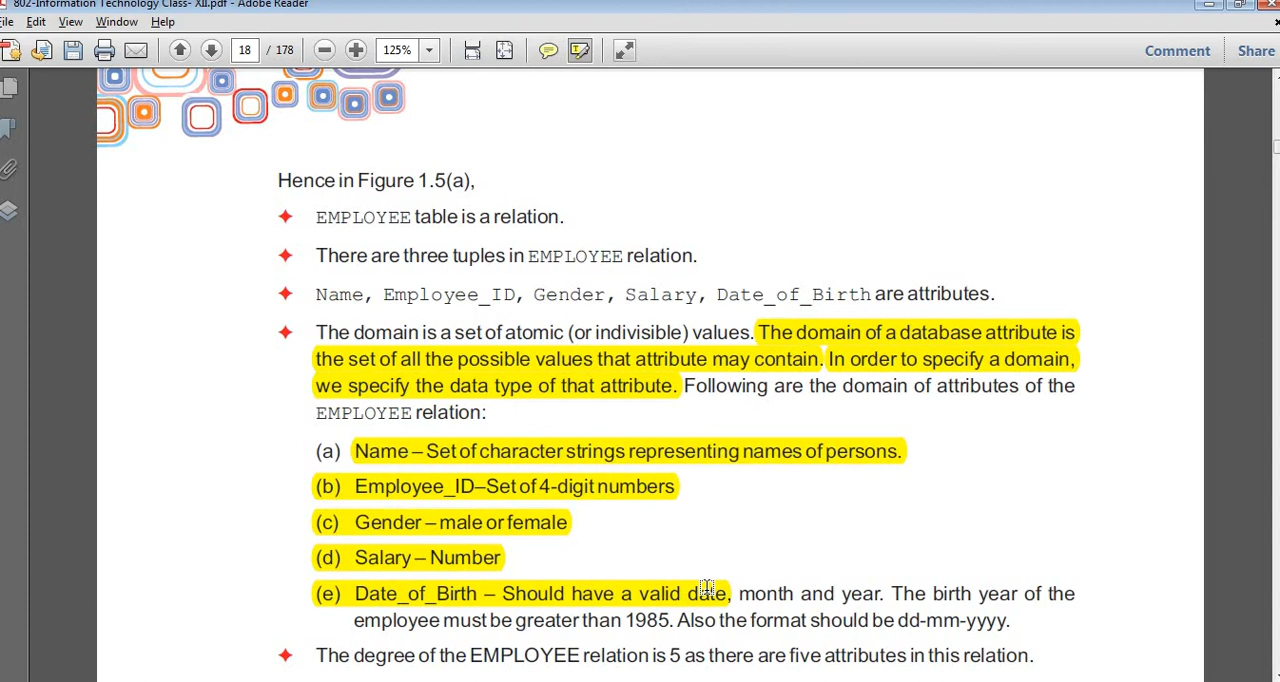 802-Information Technology Class- XII.pdf - Adobe Reader
File Edit View Window Help
18 / 178 125% Comment Share
Hence in Figure 1.5(a),
EMPLOYEE table is a relation.
There are three tuples in EMPLOYEE relation.
Name, Employee_ID, Gender, Salary, Date_of_Birth are attributes.
The domain is a set of atomic (or indivisible) values. The domain of a database attribute is
the set of all the possible values that attribute may contain. In order to specify a domain,
we specify the data type of that attribute. Following are the domain of attributes of the
EMPLOYEE relation:
(a) Name – Set of character strings representing names of persons.
(b) Employee_ID–Set of 4-digit numbers
(c) Gender – male or female
(d) Salary – Number
(e) Date_of_Birth – Should have a valid date, month and year. The birth year of the
employee must be greater than 1985. Also the format should be dd-mm-yyyy.
The degree of the EMPLOYEE relation is 5 as there are five attributes in this relation.